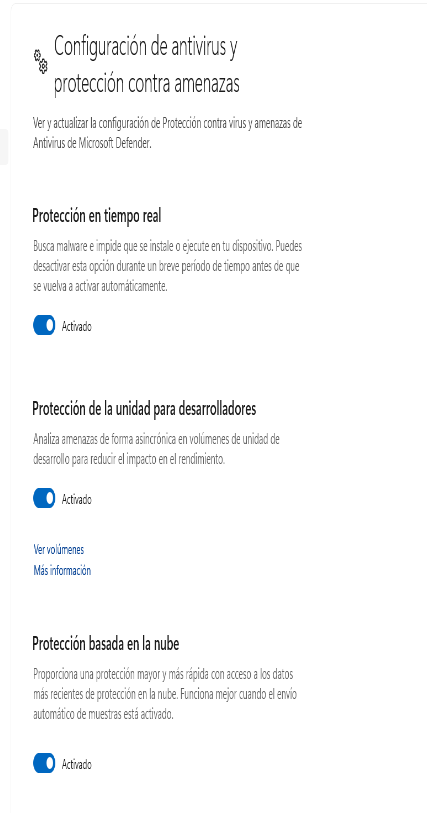 Configuración de antivirus y
protección contra amenazas
Ver y actualizar la configuración de Protección contra virus y amenazas de
Antivirus de Microsoft Defender.
Protección en tiempo real
Busca malware e impide que se instale o ejecute en tu dispositivo. Puedes
desactivar esta opción durante un breve período de tiempo antes de que
se vuelva a activar automáticamente.
Activado
Protección de la unidad para desarrolladores
Analiza amenazas de forma asincrónica en volúmenes de unidad de
desarrollo para reducir el impacto en el rendimiento.
Activado
Ver volúmenes
Más información
Protección basada en la nube
Proporciona una protección mayor y más rápida con acceso a los datos
más recientes de protección en la nube. Funciona mejor cuando el envío
automático de muestras está activado.
Activado